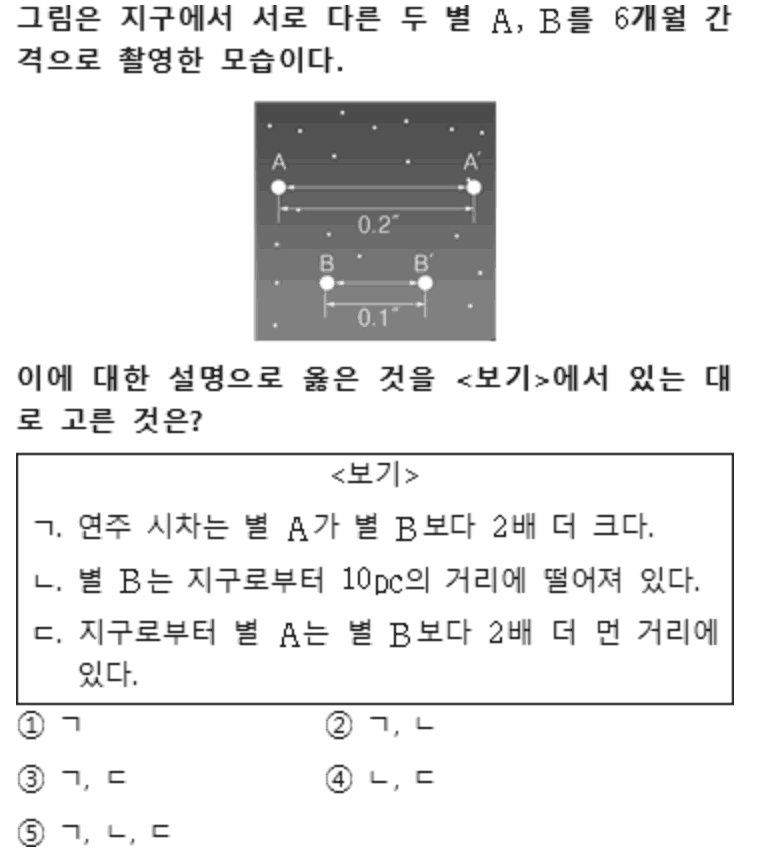 그림은 지구에서 서로 다른 두 별 A, B를 6개월 간
격으로 촬영한 모습이다.
A A´
0.2˝
B B´
0.1˝
이에 대한 설명으로 옳은 것을 <보기>에서 있는 대
로 고른 것은?
<보기>
ㄱ. 연주 시차는 별 A가 별 B보다 2배 더 크다.
ㄴ. 별 B는 지구로부터 10pc의 거리에 떨어져 있다.
ㄷ. 지구로부터 별 A는 별 B보다 2배 더 먼 거리에
있다.
① ㄱ ② ㄱ, ㄴ
③ ㄱ, ㄷ ④ ㄴ, ㄷ
⑤ ㄱ, ㄴ, ㄷ